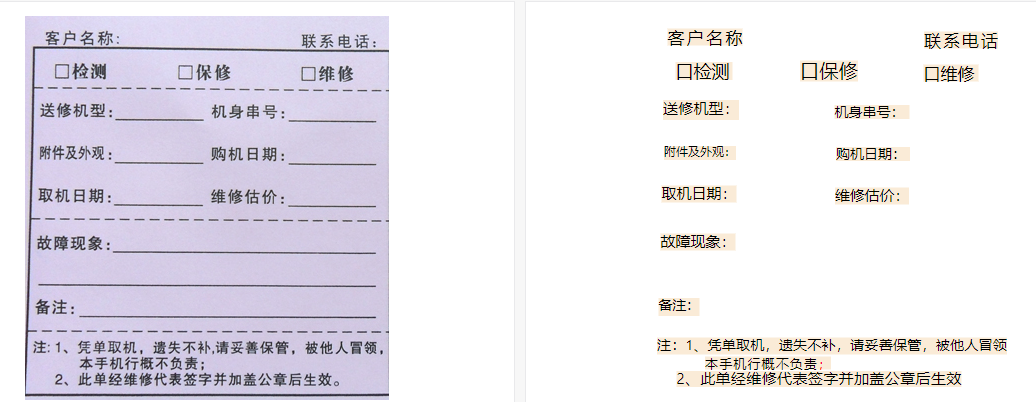 客户名称: 联系电话:
☐检测 ☐保修 ☐维修
送修机型: 机身串号:
附件及外观: 购机日期:
取机日期: 维修估价:
故障现象:
备注:
注: 1、凭单取机，遗失不补,请妥善保管，被他人冒领，
本手机行概不负责；
2、此单经维修代表签字并加盖公章后生效。
客户名称 联系电话
口检测 口保修 口维修
送修机型： 机身串号：
附件及外观： 购机日期：
取机日期： 维修估价：
故障现象：
备注：
注：1、凭单取机，遗失不补，请妥善保管，被他人冒领
本手机行概不负责；
2、此单经维修代表签字并加盖公章后生效